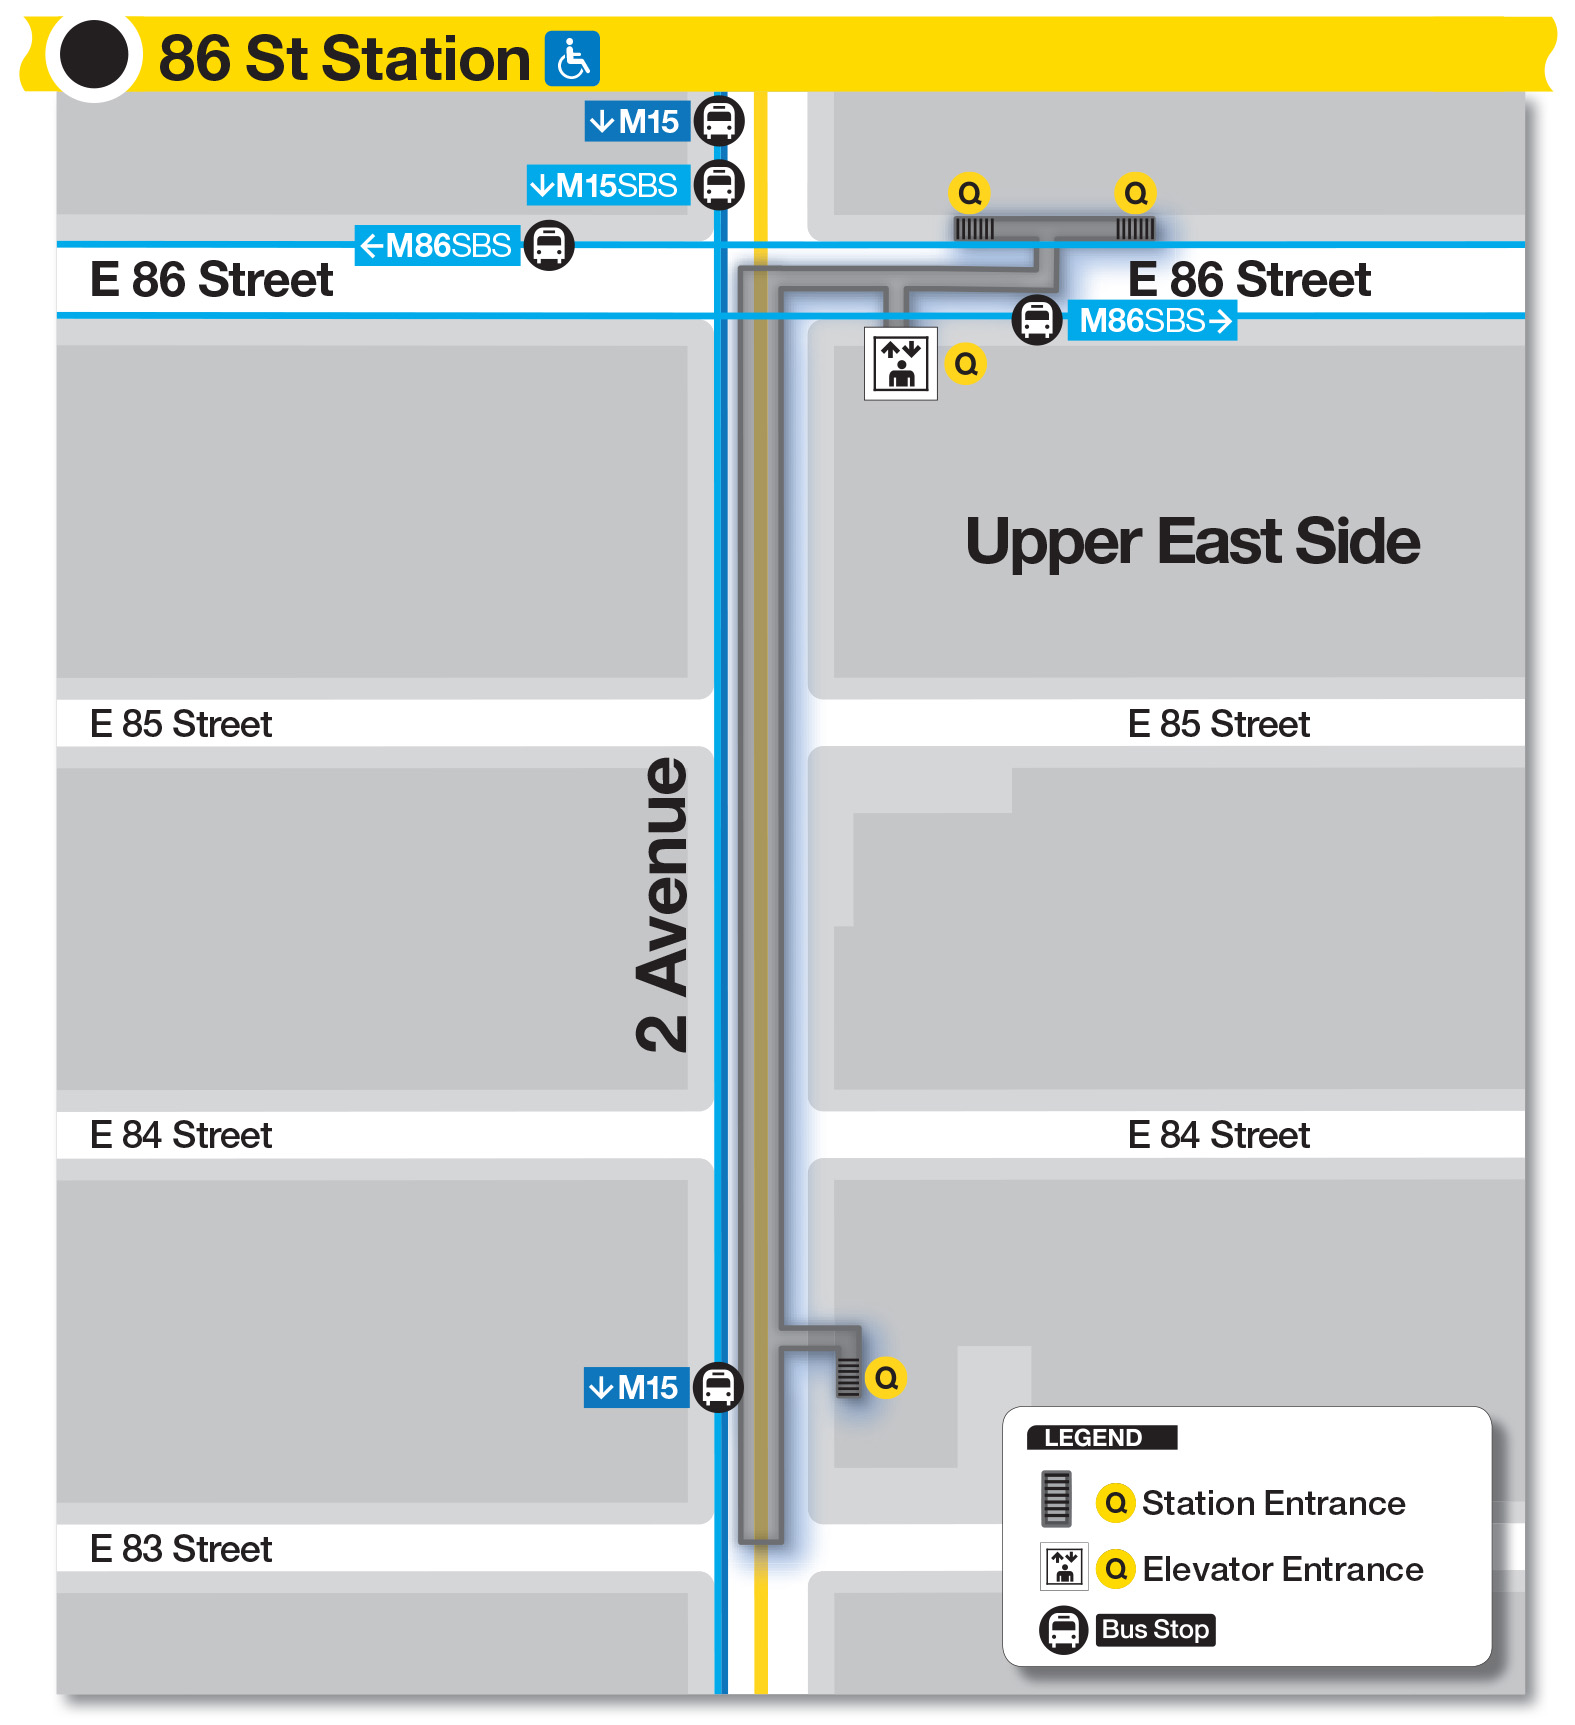 86 St Station
↓M15
↓M15SBS
←M86SBS
Q Q
E 86 Street
E 86 Street
M86SBS→
Q
Upper East Side
E 85 Street
E 85 Street
2 Avenue
E 84 Street
E 84 Street
↓M15
Q
LEGEND
Q Station Entrance
Q Elevator Entrance
Bus Stop
E 83 Street